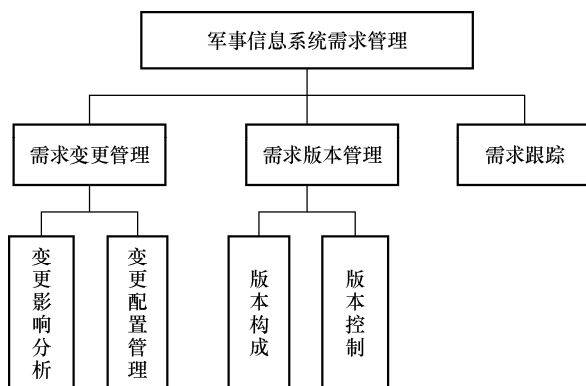 军事信息系统需求管理
需求变更管理
需求版本管理
需求跟踪
变更影响分析
变更配置管理
版本构成
版本控制